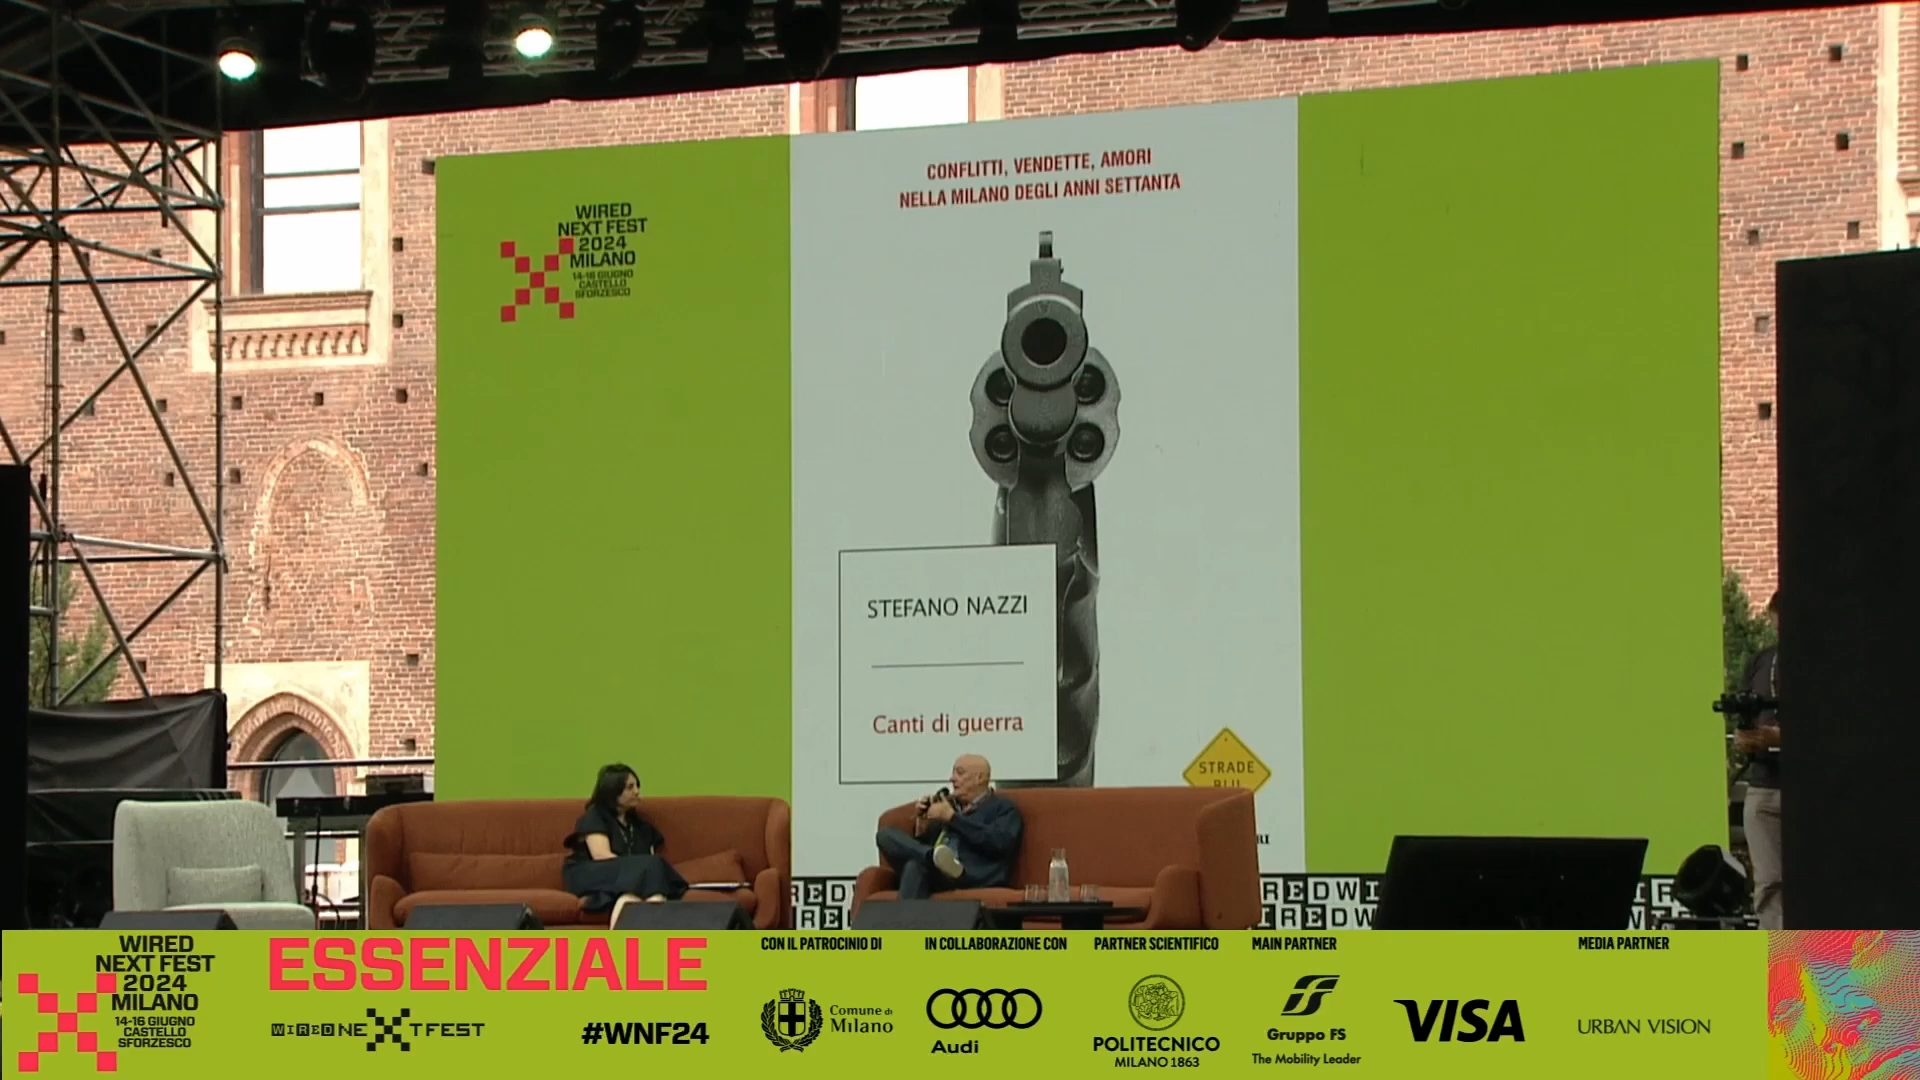 CONFLITTI, VENDETTE, AMORI
NELLA MILANO DEGLI ANNI SETTANTA
WIRED
NEXT FEST
2024
MILANO
14-16 GIUGNO
CASTELLO
SFORZESCO
STEFANO NAZZI
Canti di guerra
STRADE
BLU
WIRED
NEXT FEST
2024
MILANO
14-16 GIUGNO
CASTELLO
SFORZESCO
ESSENZIALE
WIRED NEXT FEST
#WNF24
CON IL PATROCINIO DI
Comune di
Milano
IN COLLABORAZIONE CON
Audi
PARTNER SCIENTIFICO
POLITECNICO
MILANO 1863
MAIN PARTNER
Gruppo FS
The Mobility Leader
VISA
MEDIA PARTNER
URBAN VISION